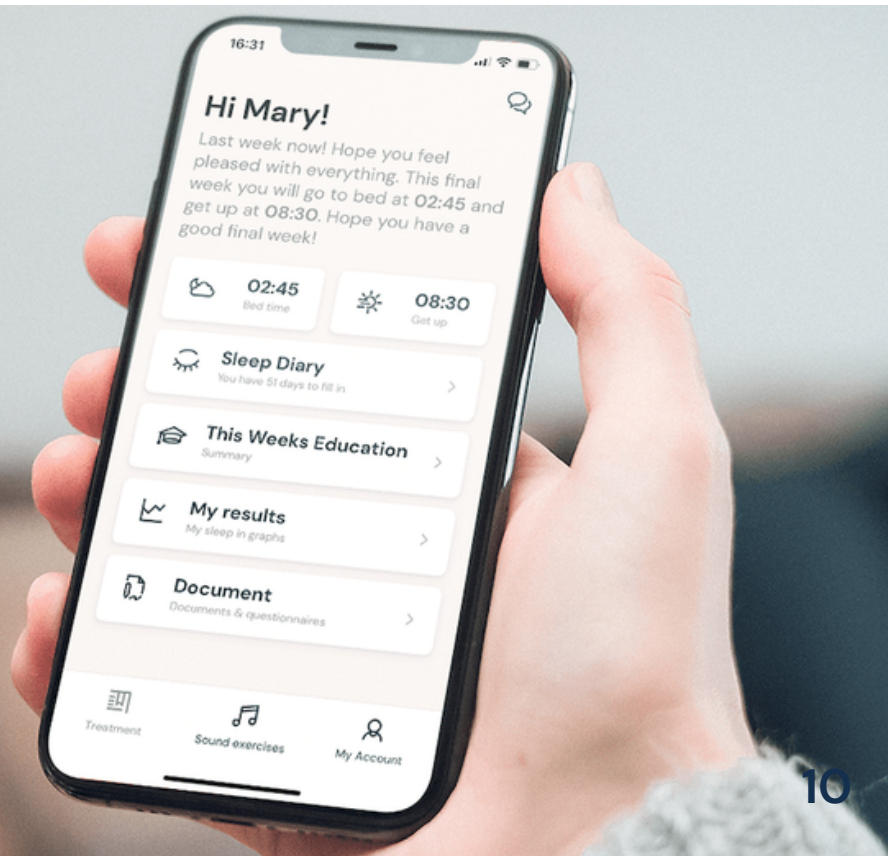 16:31
Hi Mary!
Last week now! Hope you feel
pleased with everything. This final
week you will go to bed at 02:45 and
get up at 08:30. Hope you have a
good final week!
02:45
Bed time
08:30
Get up
Sleep Diary
You have 51 days to fill in
This Weeks Education
Summary
My results
My sleep in graphs
Document
Documents & questionnaires
Treatment
Sound exercises
My Account
10